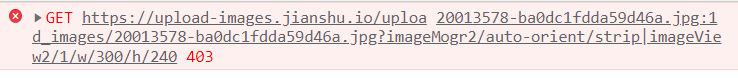 GET https://upload-images.jianshu.io/uploa 20013578-ba0dc1fdda59d46a.jpg:1
d_images/20013578-ba0dc1fdda59d46a.jpg?imageMogr2/auto-orient/strip|imageVie
w2/1/w/300/h/240 403